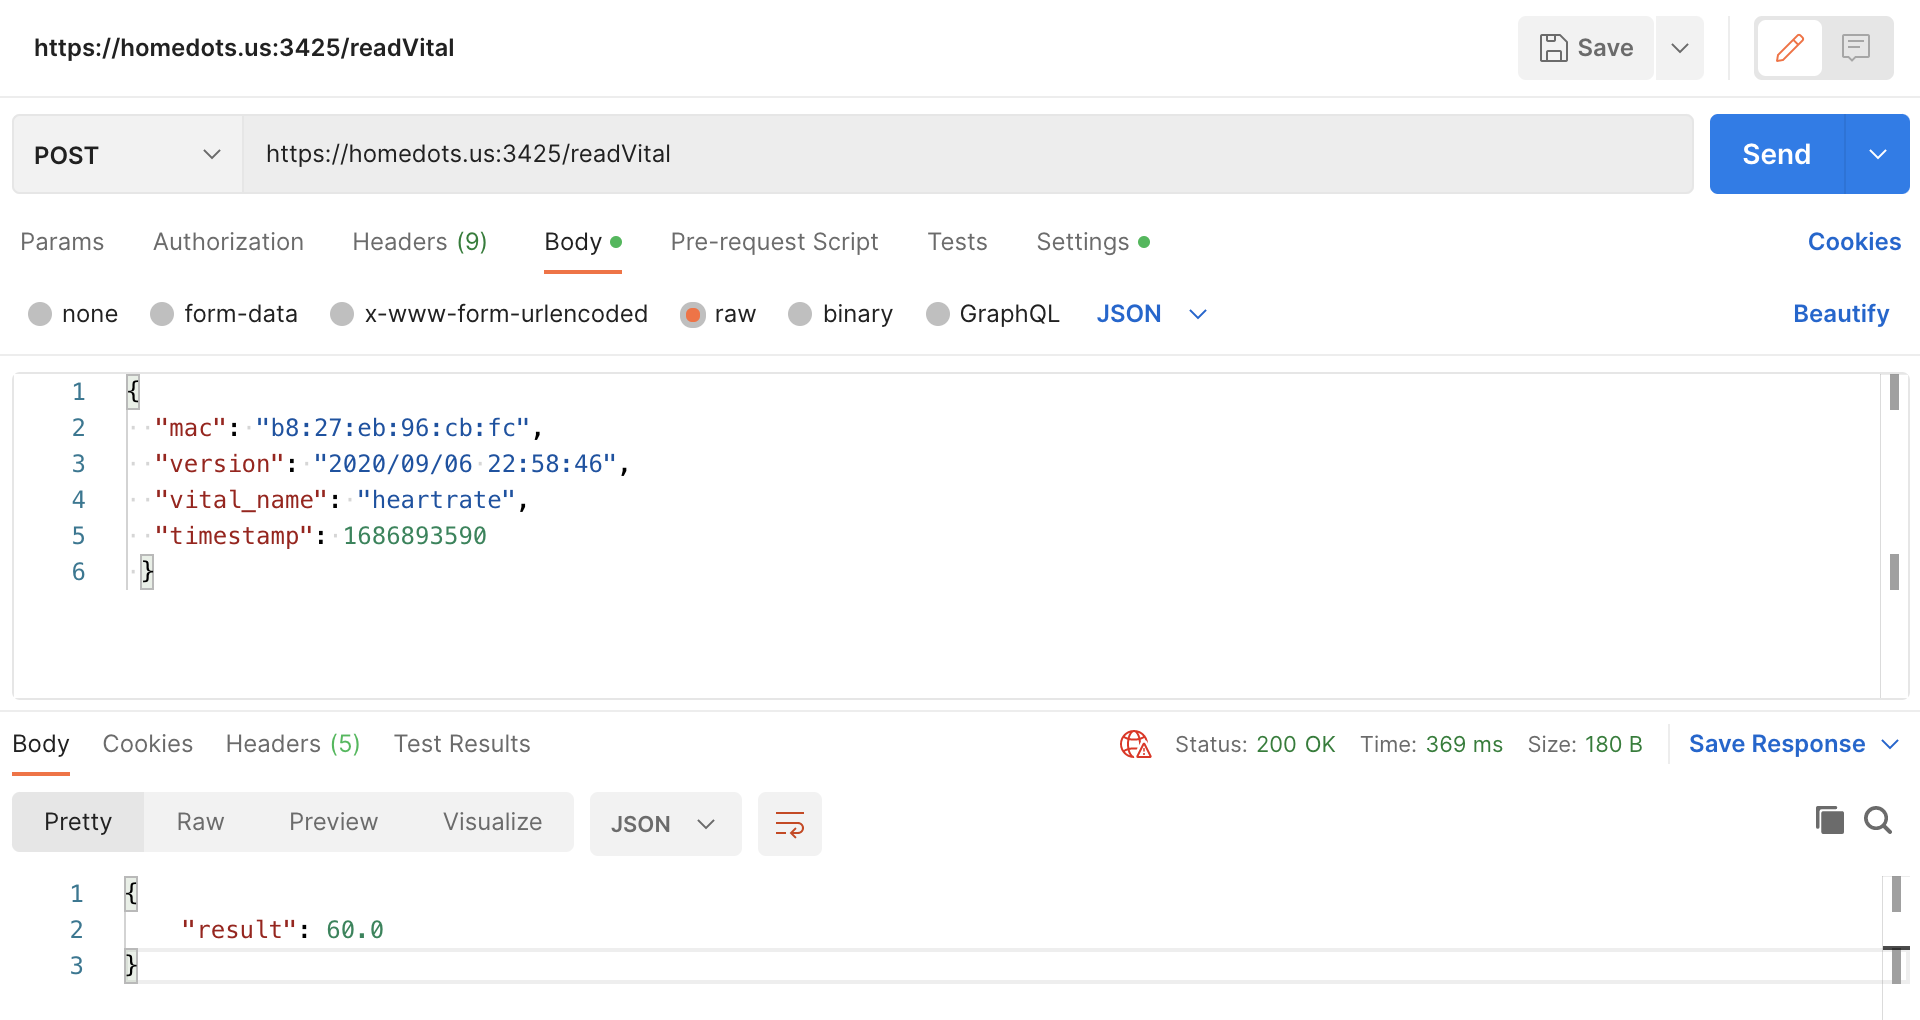 https://homedots.us:3425/readVital Save
POST https://homedots.us:3425/readVital Send
Params Authorization Headers (9) Body Pre-request Script Tests Settings Cookies
none form-data x-www-form-urlencoded raw binary GraphQL JSON Beautify
1 {
2 "mac": "b8:27:eb:96:cb:fc",
3 "version": "2020/09/06 22:58:46",
4 "vital_name": "heartrate",
5 "timestamp": 1686893590
6 }
Body Cookies Headers (5) Test Results Status: 200 OK Time: 369 ms Size: 180 B Save Response
Pretty Raw Preview Visualize JSON
1 {
2 "result": 60.0
3 }